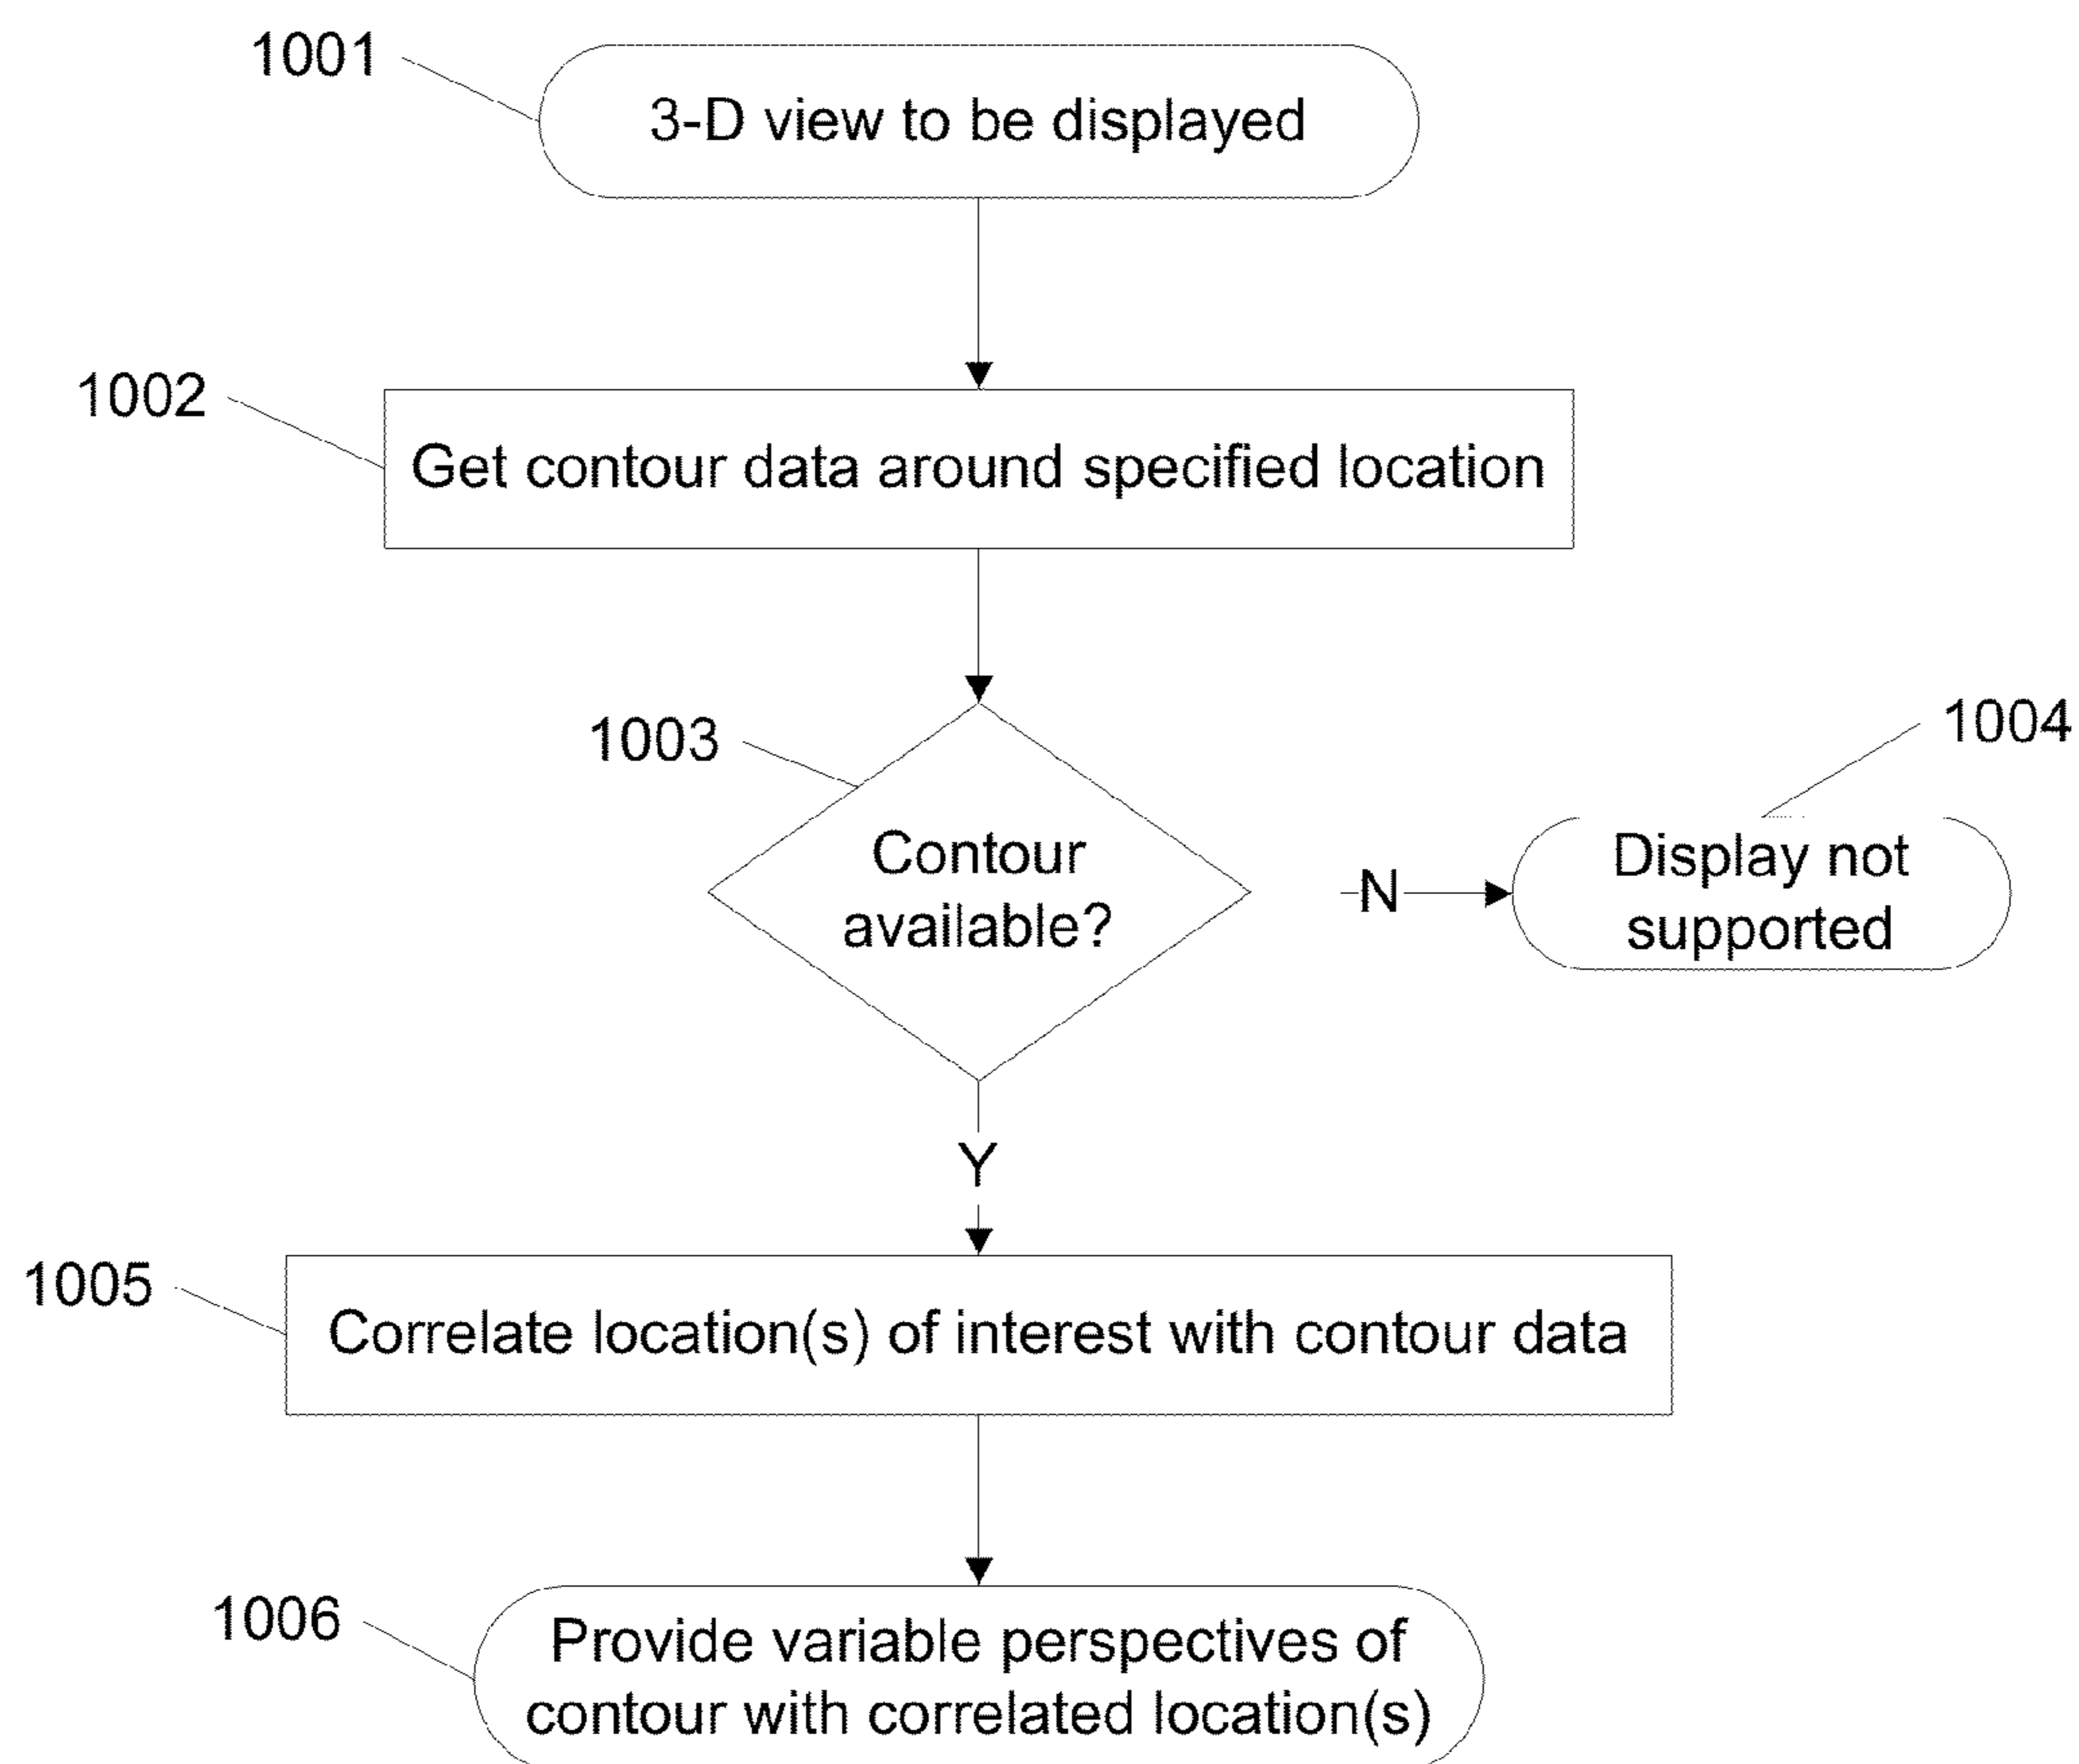 1001
3-D view to be displayed
1002
Get contour data around specified location
1003
1004
Contour
available?
N
Display not
supported
Y
1005
Correlate location(s) of interest with contour data
1006
Provide variable perspectives of
contour with correlated location(s)